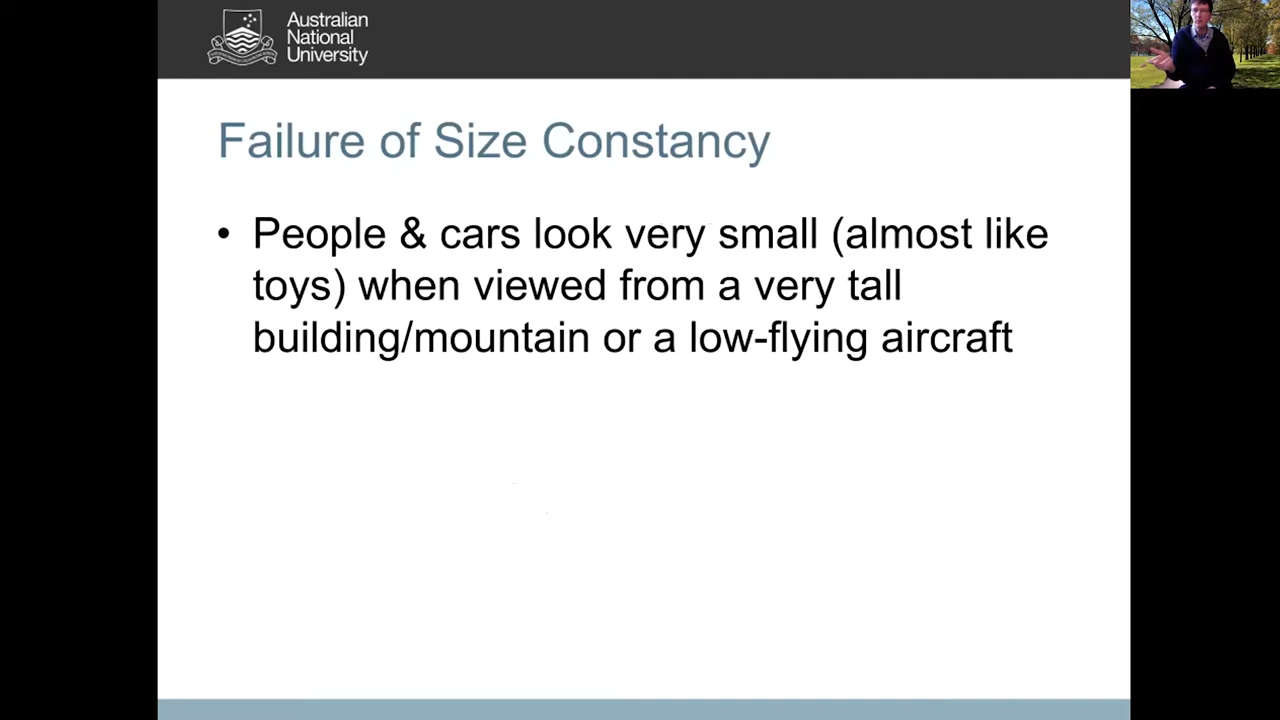 Australian
National
University
Failure of Size Constancy
• People & cars look very small (almost like
toys) when viewed from a very tall
building/mountain or a low-flying aircraft